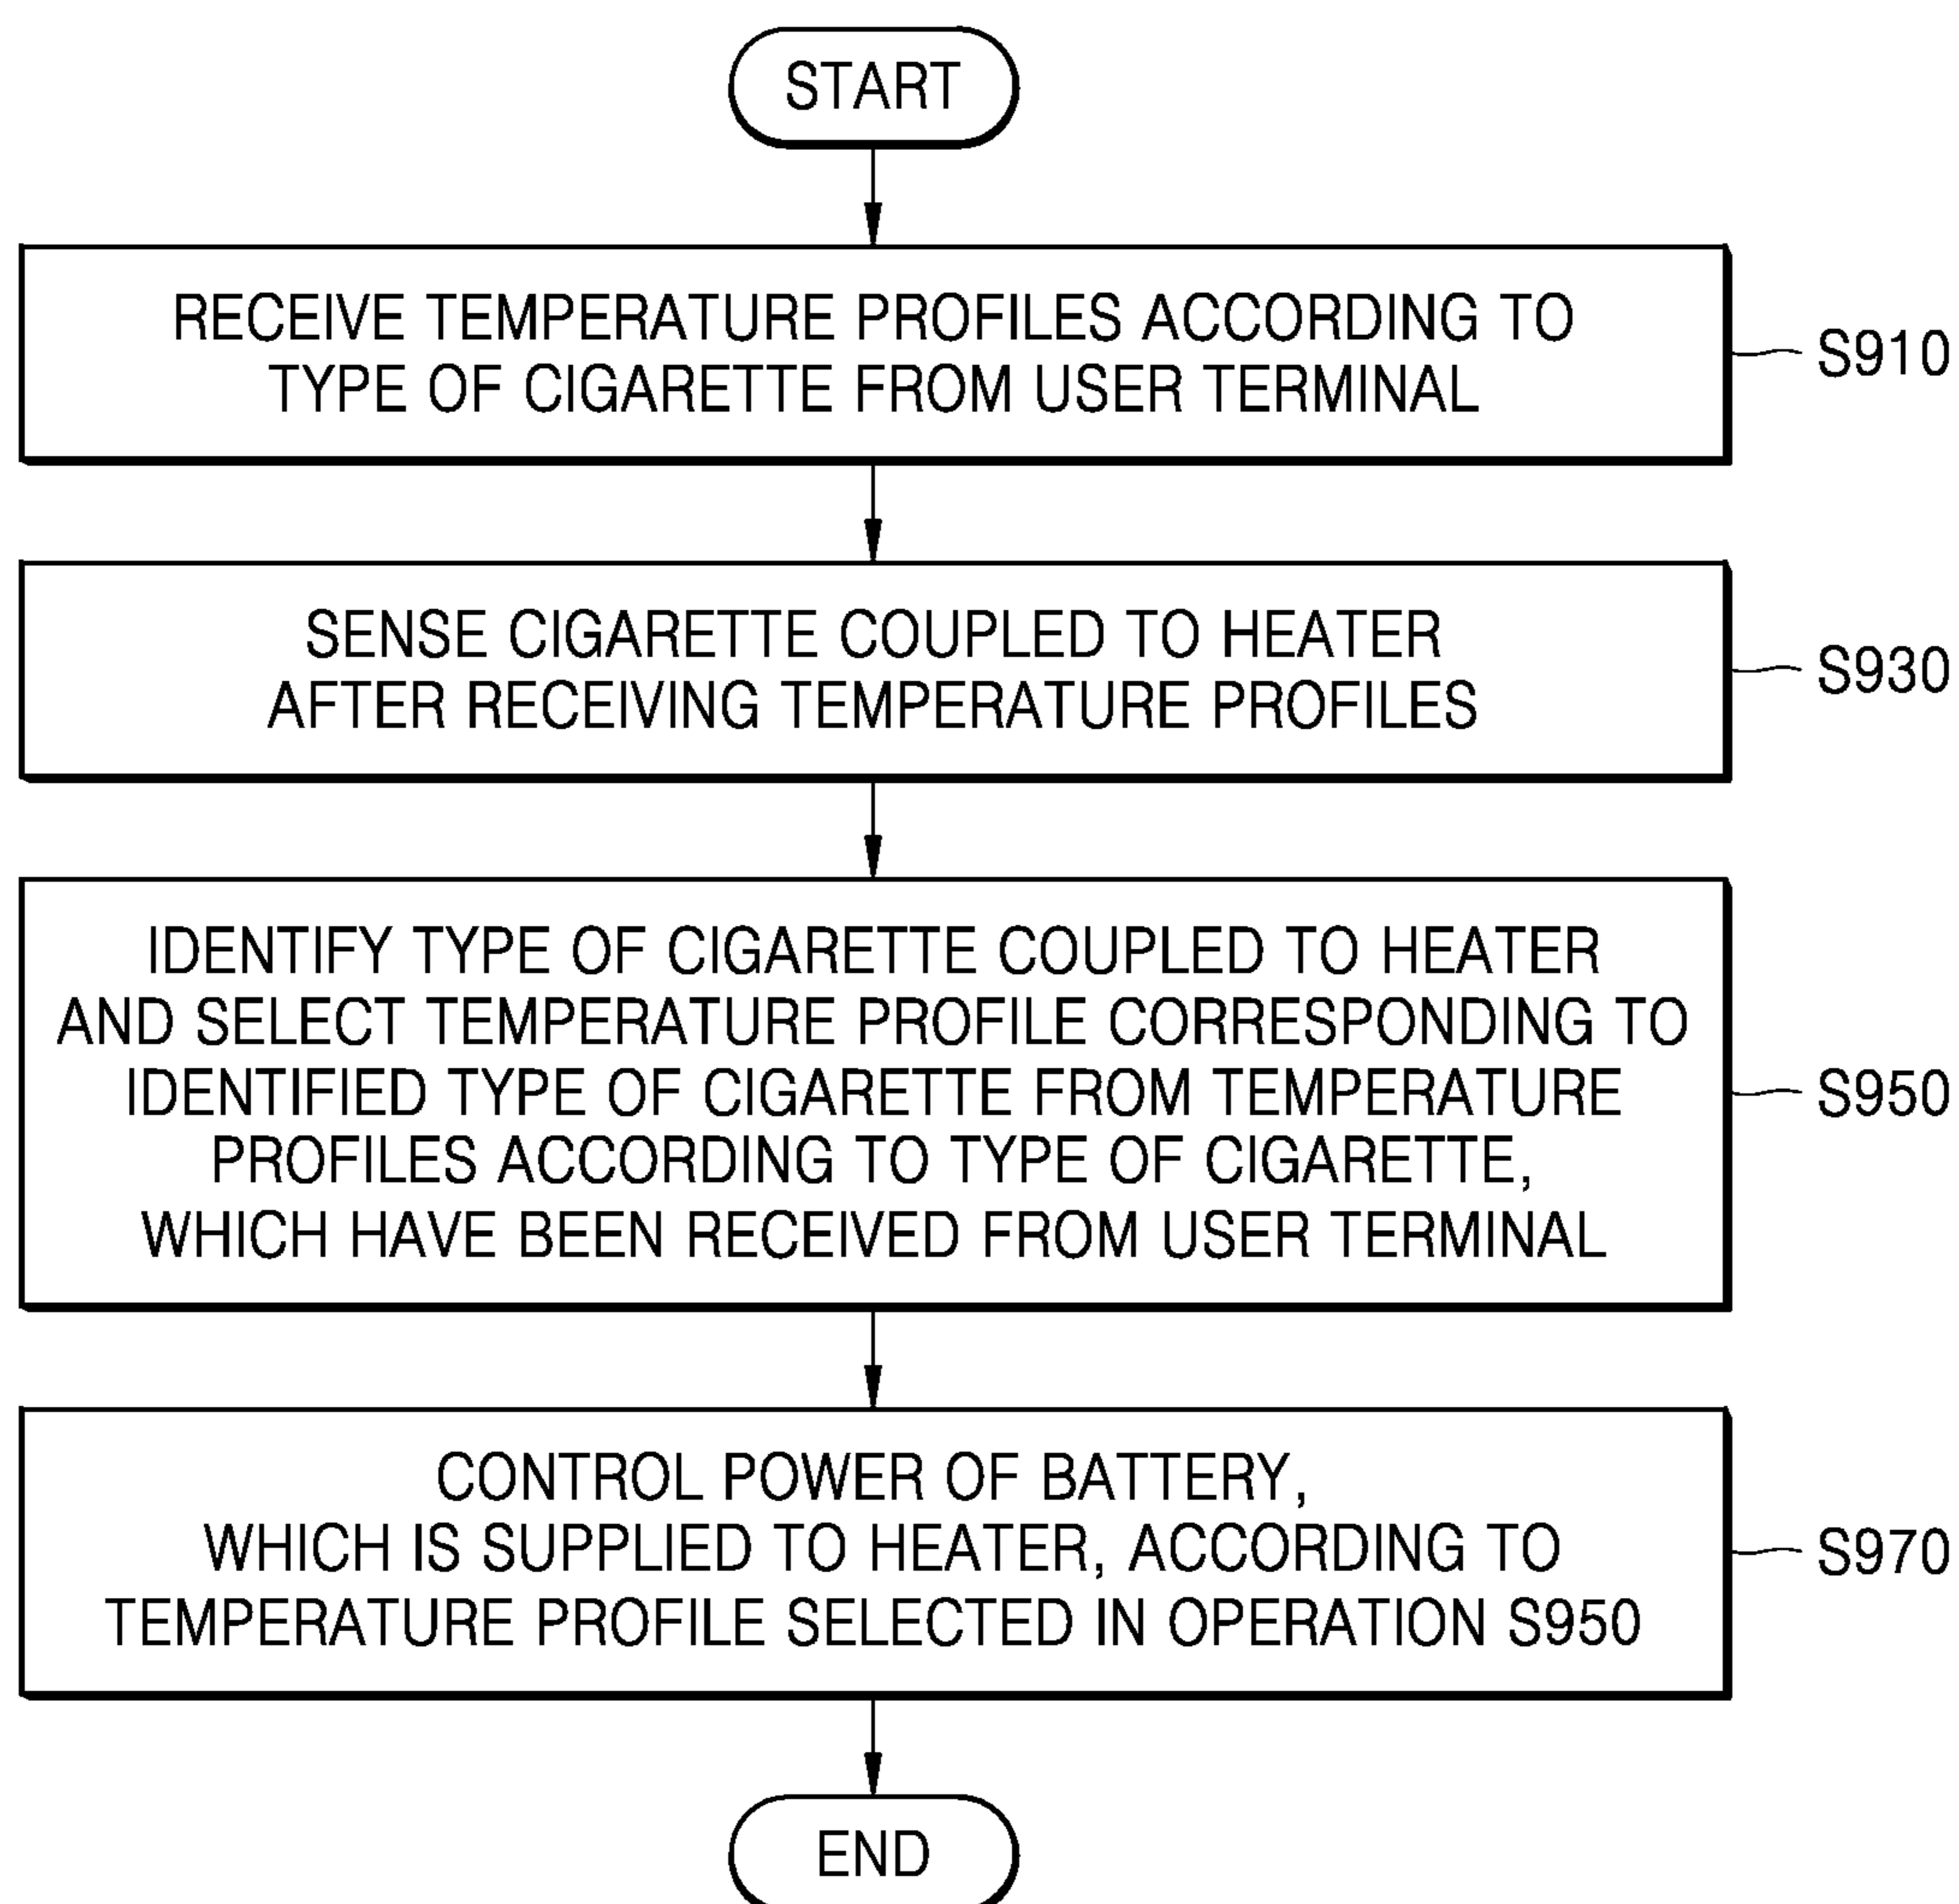 START
RECEIVE TEMPERATURE PROFILES ACCORDING TO
TYPE OF CIGARETTE FROM USER TERMINAL
S910
SENSE CIGARETTE COUPLED TO HEATER
AFTER RECEIVING TEMPERATURE PROFILES
S930
IDENTIFY TYPE OF CIGARETTE COUPLED TO HEATER
AND SELECT TEMPERATURE PROFILE CORRESPONDING TO
IDENTIFIED TYPE OF CIGARETTE FROM TEMPERATURE
PROFILES ACCORDING TO TYPE OF CIGARETTE,
WHICH HAVE BEEN RECEIVED FROM USER TERMINAL
S950
CONTROL POWER OF BATTERY,
WHICH IS SUPPLIED TO HEATER, ACCORDING TO
TEMPERATURE PROFILE SELECTED IN OPERATION S950
S970
END